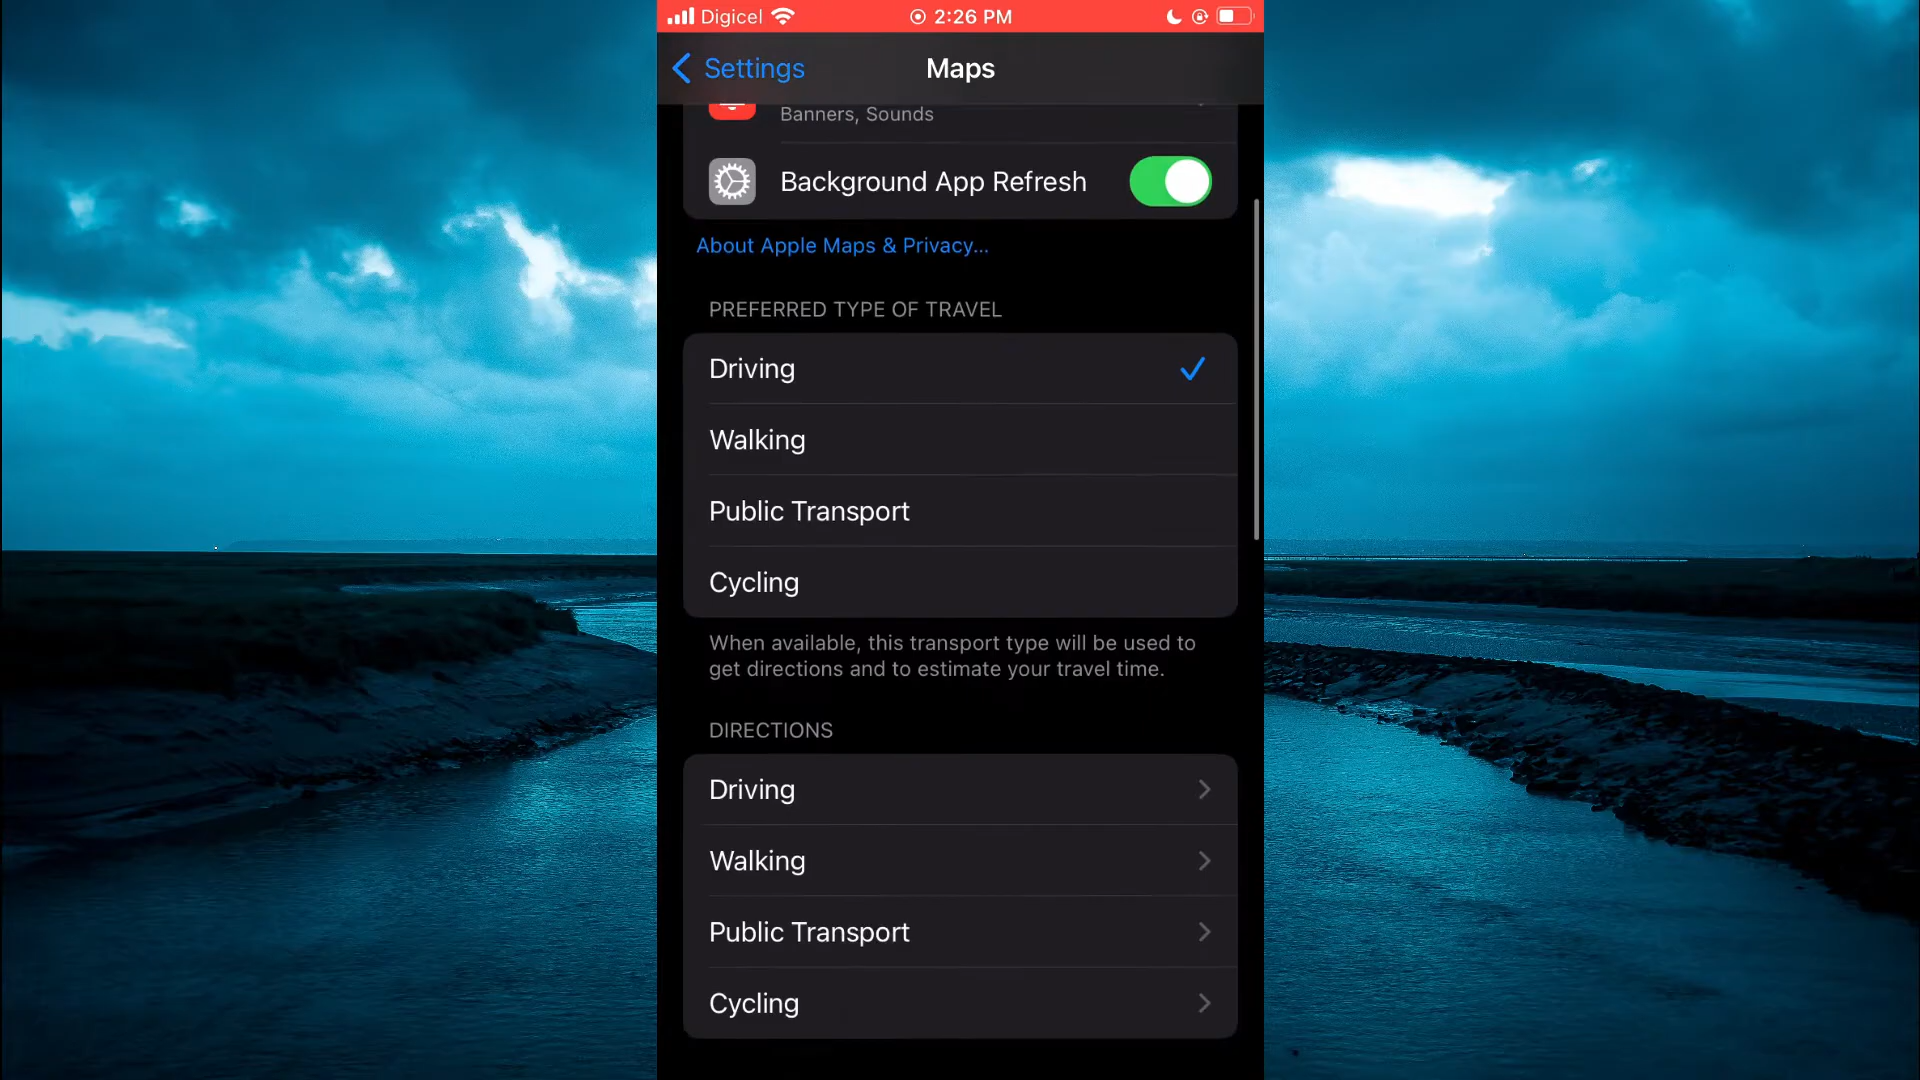 Digicel
2:26 PM
Settings
Maps
Banners, Sounds
Background App Refresh
About Apple Maps & Privacy...
PREFERRED TYPE OF TRAVEL
Driving
Walking
Public Transport
Cycling
When available, this transport type will be used to
get directions and to estimate your travel time.
DIRECTIONS
Driving
Walking
Public Transport
Cycling